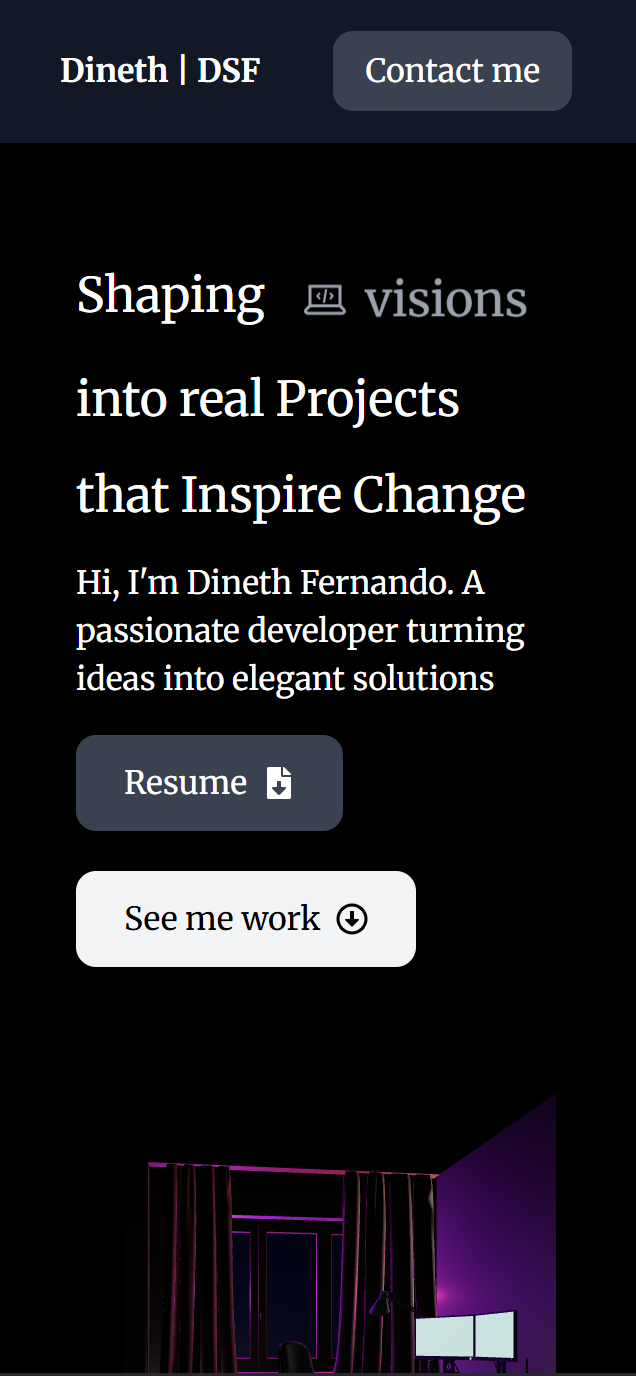 Dineth | DSF
Contact me
Shaping visions
into real Projects
that Inspire Change
Hi, I'm Dineth Fernando. A
passionate developer turning
ideas into elegant solutions
Resume
See me work